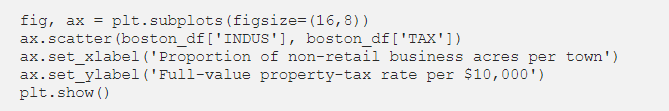 fig, ax = plt.subplots(figsize=(16,8))
ax.scatter(boston_df['INDUS'], boston_df['TAX'])
ax.set_xlabel('Proportion of non-retail business acres per town')
ax.set_ylabel('Full-value property-tax rate per $10,000')
plt.show()